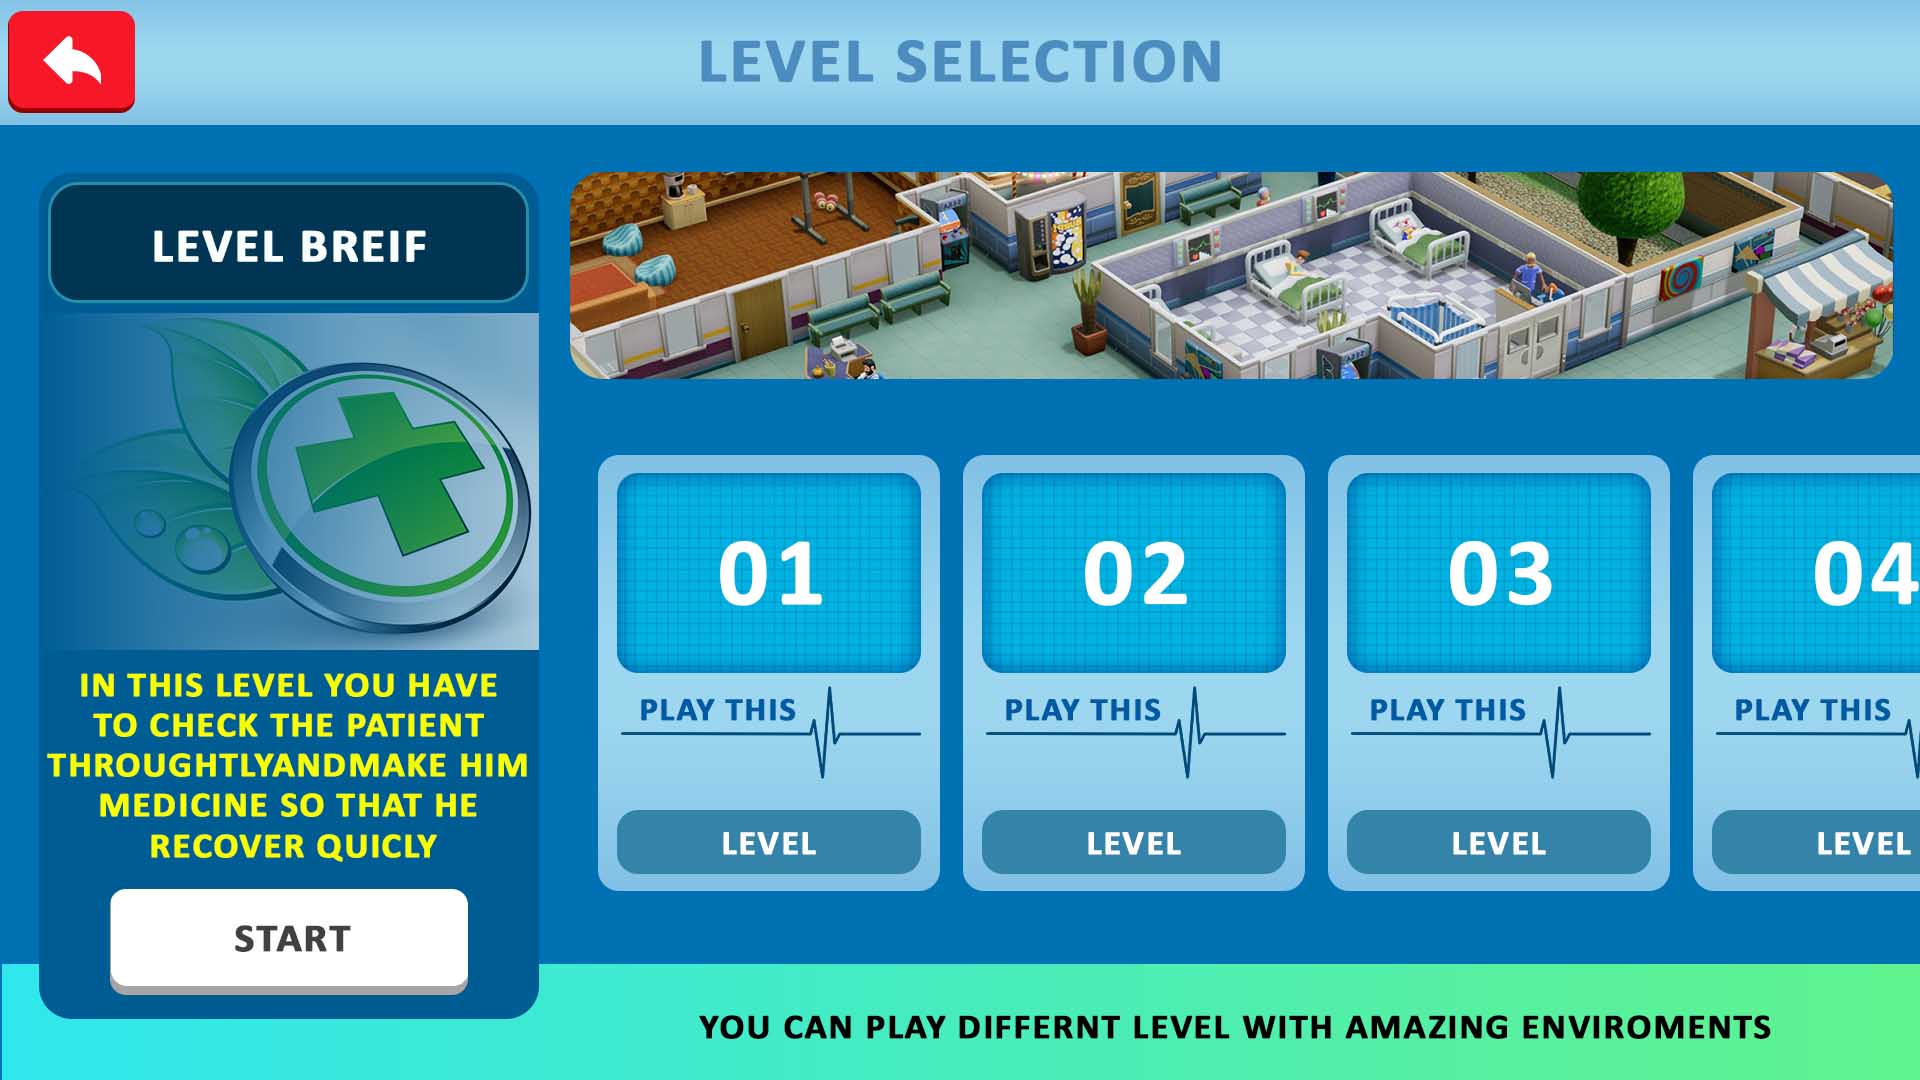 LEVEL SELECTION
LEVEL BREIF
IN THIS LEVEL YOU HAVE
TO CHECK THE PATIENT
THROUGHTLYANDMAKE HIM
MEDICINE SO THAT HE
RECOVER QUICLY
START
01
PLAY THIS
LEVEL
02
PLAY THIS
LEVEL
03
PLAY THIS
LEVEL
04
PLAY THIS
LEVEL
YOU CAN PLAY DIFFERNT LEVEL WITH AMAZING ENVIROMENTS